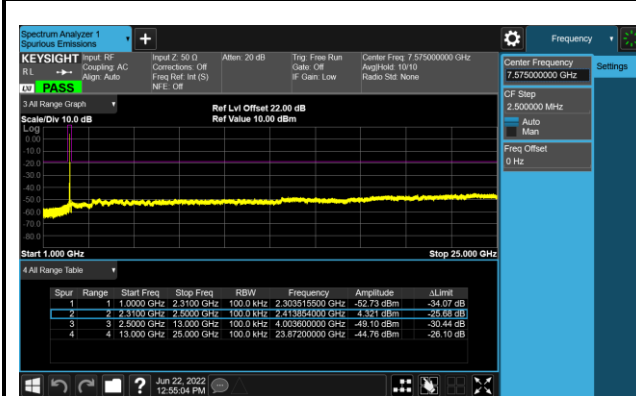 Spectrum Analyzer 1
Spurious Emissions
Frequency
KEYSIGHT
R L
Input: RF
Coupling: AC
Align: Auto
Input Z: 50 Ω
Corrections: Off
Freq Ref: Int (S)
NFE: Off
Atten: 20 dB
Trig: Free Run
Gate: Off
IF Gain: Low
Center Freq: 7.575000000 GHz
Avg|Hold: 10/10
Radio Std: None
LXI
PASS
Center Frequency
7.575000000 GHz
Settings
CF Step
2.500000 MHz
Auto
Man
Freq Offset
0 Hz
3 All Range Graph
Scale/Div 10.0 dB
Ref Lvl Offset 22.00 dB
Ref Value 10.00 dBm
Log
0.00
-10.0
-20.0
-30.0
-40.0
-50.0
-60.0
-70.0
-80.0
Start 1.000 GHz
Stop 25.000 GHz
4 All Range Table
Spur Range Start Freq Stop Freq RBW Frequency Amplitude ΔLimit
1 1 1.0000 GHz 2.3100 GHz 100.0 kHz 2.303515500 GHz -52.73 dBm -34.07 dB
2 2 2.3100 GHz 2.5000 GHz 100.0 kHz 2.413854000 GHz 4.321 dBm -25.68 dB
3 3 2.5000 GHz 13.000 GHz 100.0 kHz 4.003600000 GHz -49.10 dBm -30.44 dB
4 4 13.000 GHz 25.000 GHz 100.0 kHz 23.87200000 GHz -44.76 dBm -26.10 dB
?
Jun 22, 2022
12:55:04 PM